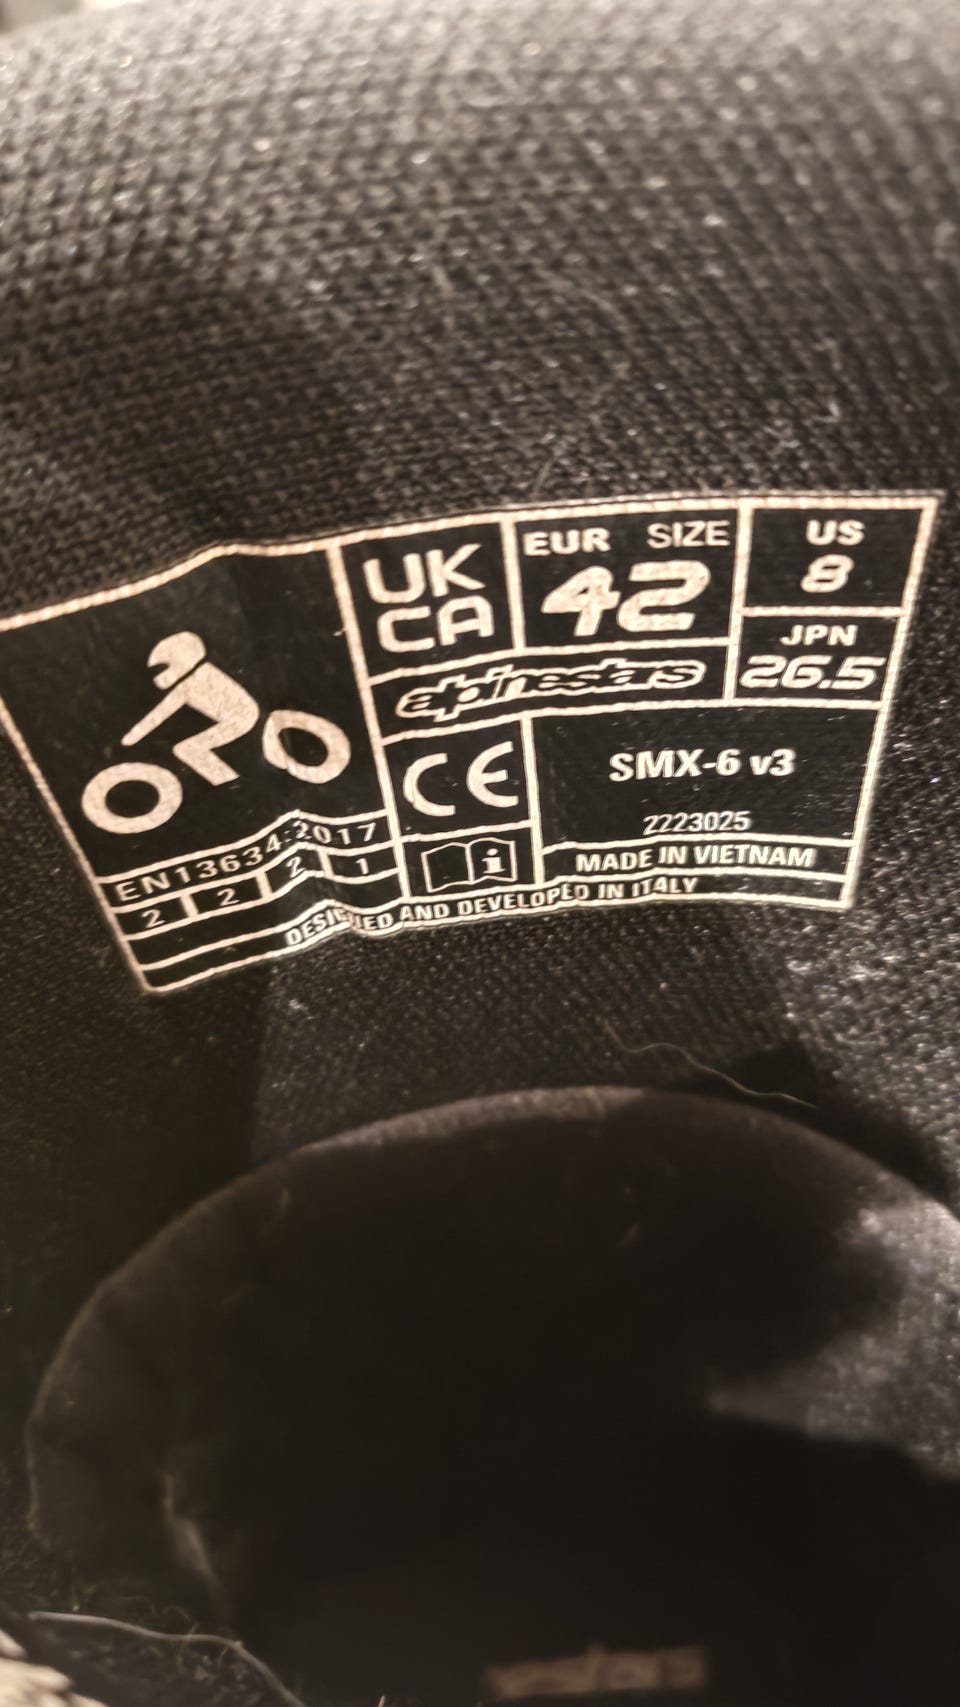 UK
CA
EUR SIZE
42
US
8
JPN
26.5
alpinestars
CE
SMX-6 v3
2223025
EN13634:2017
2 2 2 1
i
MADE IN VIETNAM
DESIGNED AND DEVELOPED IN ITALY